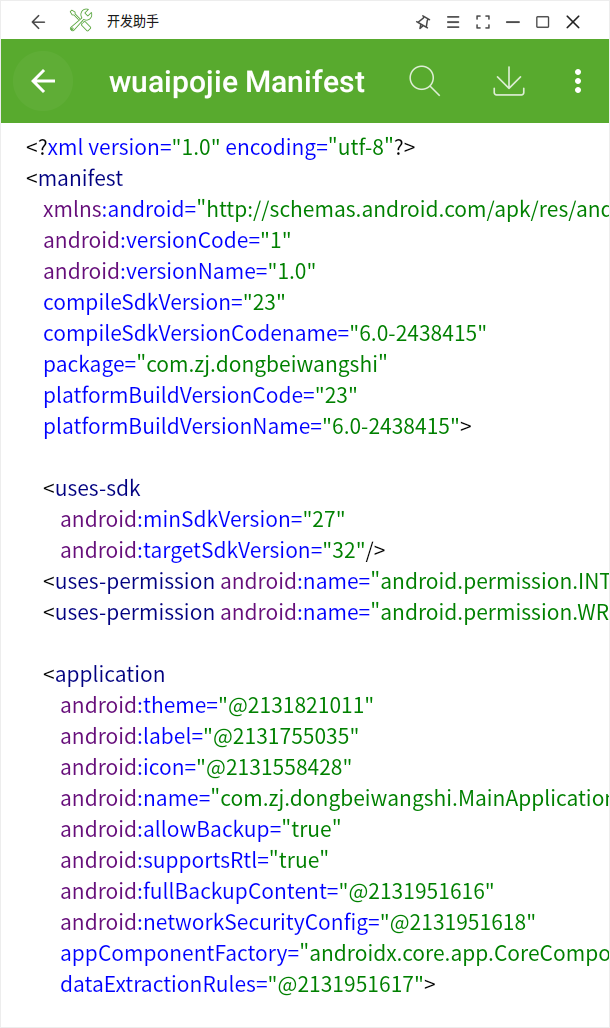 开发助手
wuaipojie Manifest
<?xml version="1.0" encoding="utf-8"?>
<manifest
xmlns:android="http://schemas.android.com/apk/res/and
android:versionCode="1"
android:versionName="1.0"
compileSdkVersion="23"
compileSdkVersionCodename="6.0-2438415"
package="com.zj.dongbeiwangshi"
platformBuildVersionCode="23"
platformBuildVersionName="6.0-2438415">
<uses-sdk
android:minSdkVersion="27"
android:targetSdkVersion="32"/>
<uses-permission android:name="android.permission.INT
<uses-permission android:name="android.permission.WR
<application
android:theme="@2131821011"
android:label="@2131755035"
android:icon="@2131558428"
android:name="com.zj.dongbeiwangshi.MainApplication
android:allowBackup="true"
android:supportsRtl="true"
android:fullBackupContent="@2131951616"
android:networkSecurityConfig="@2131951618"
appComponentFactory="androidx.core.app.CoreCompo
dataExtractionRules="@2131951617">